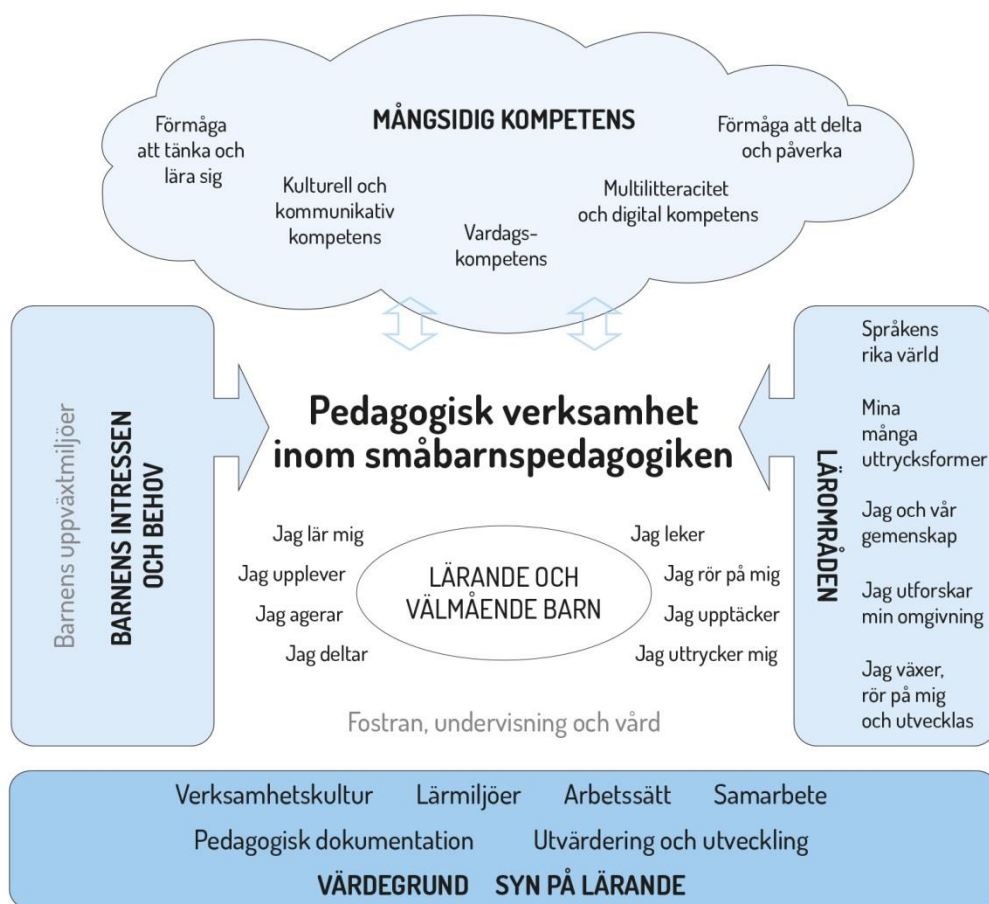 MÅNGSIDIG KOMPETENS
Förmåga
att tänka och
lära sig
Kulturell och
kommunikativ
kompetens
Vardags-
kompetens
Multilitteracitet
och digital kompetens
Förmåga att delta
och påverka
Barnens uppväxtmiljöer
BARNENS INTRESSEN
OCH BEHOV
Pedagogisk verksamhet
inom småbarnspedagogiken
Jag lär mig
Jag upplever
Jag agerar
Jag deltar
LÄRANDE OCH
VÄLMÅENDE BARN
Jag leker
Jag rör på mig
Jag upptäcker
Jag uttrycker mig
Fostran, undervisning och vård
LÄROMRÅDEN
Språkens
rika värld
Mina
många
uttrycksformer
Jag och vår
gemenskap
Jag utforskar
min omgivning
Jag växer,
rör på mig
och utvecklas
Verksamhetskultur Lärmiljöer Arbetssätt Samarbete
Pedagogisk dokumentation Utvärdering och utveckling
VÄRDEGRUND SYN PÅ LÄRANDE